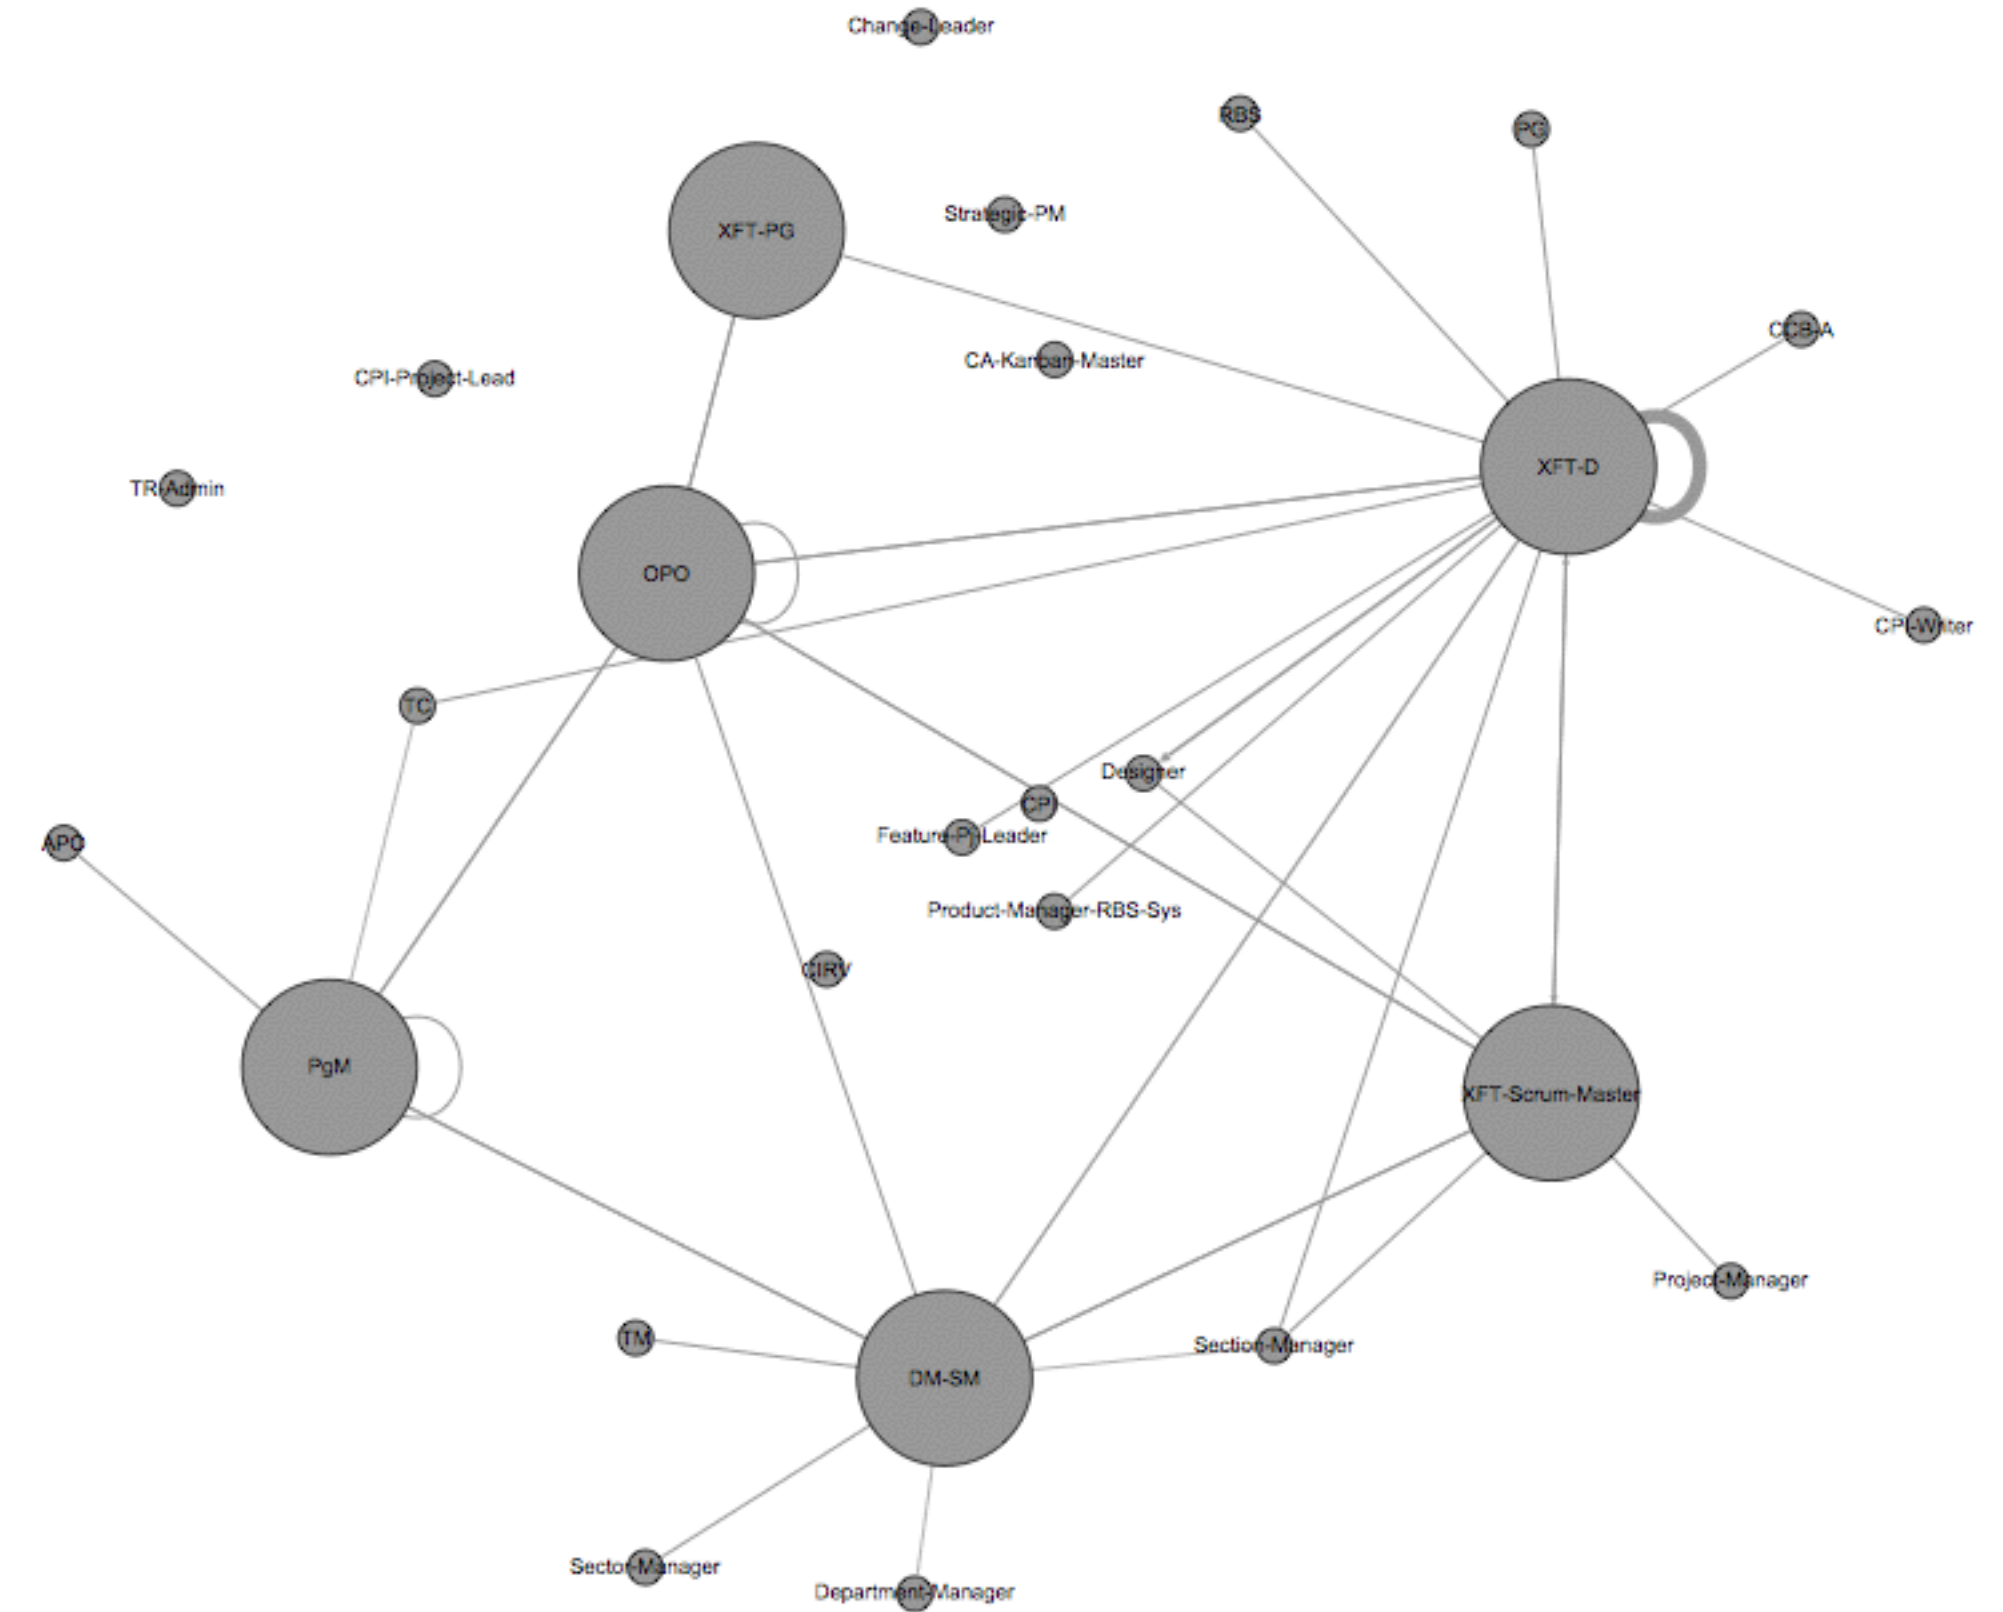 Change-Leader
RBS
PG
Strategic-PM
XFT-PG
CCB-A
CA-Kanban-Master
CPI-Project-Lead
XFT-D
TR-Admin
OPO
CPI-Writer
TC
Designer
CPI
Feature-Pj-Leader
APO
Product-Manager-RBS-Sys
CIRV
PgM
XFT-Scrum-Master
Project-Manager
TM
Section-Manager
DM-SM
Sector-Manager
Department-Manager